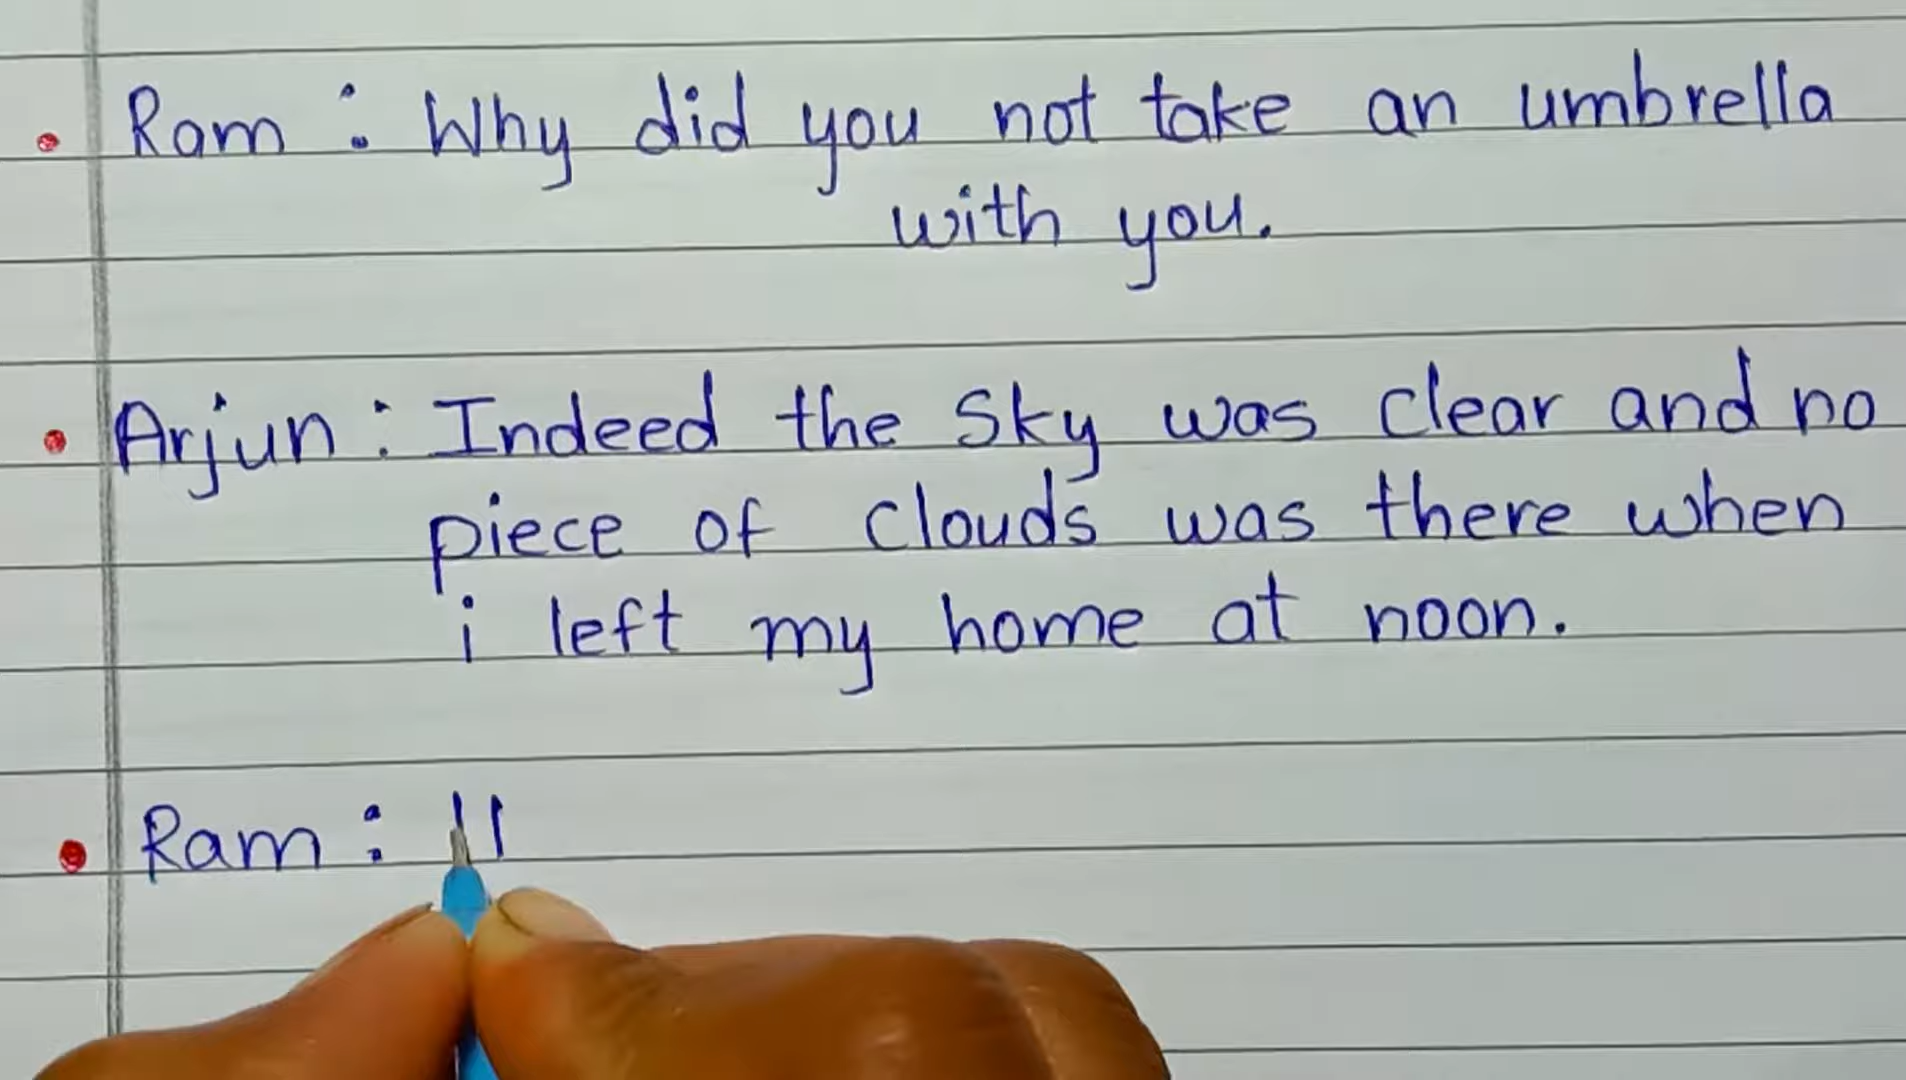 Ram : Why did you not take an umbrella
with you.
Arjun : Indeed the Sky was clear and no
piece of clouds was there when
i left my home at noon.
Ram :